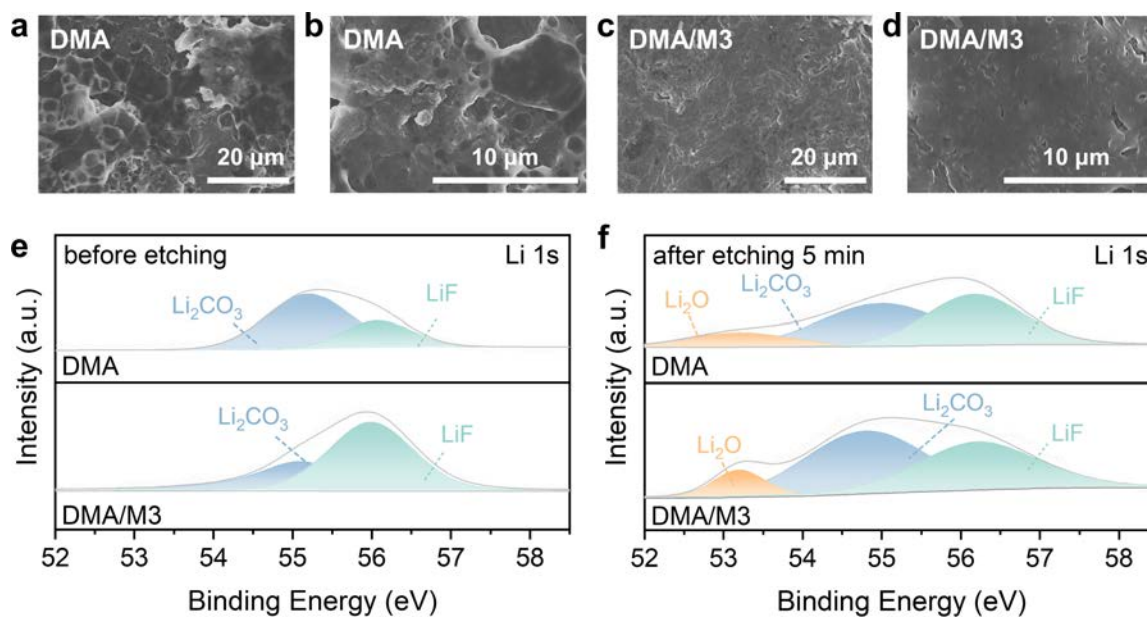 a DMA
20 μm
b DMA
10 μm
c DMA/M3
20 μm
d DMA/M3
10 μm
e
before etching Li 1s
Li₂CO₃
LiF
DMA
Li₂CO₃
LiF
DMA/M3
Intensity (a.u.)
52 53 54 55 56 57 58
Binding Energy (eV)
f
after etching 5 min Li 1s
Li₂O
Li₂CO₃
LiF
DMA
Li₂O
Li₂CO₃
LiF
DMA/M3
Intensity (a.u.)
52 53 54 55 56 57 58
Binding Energy (eV)